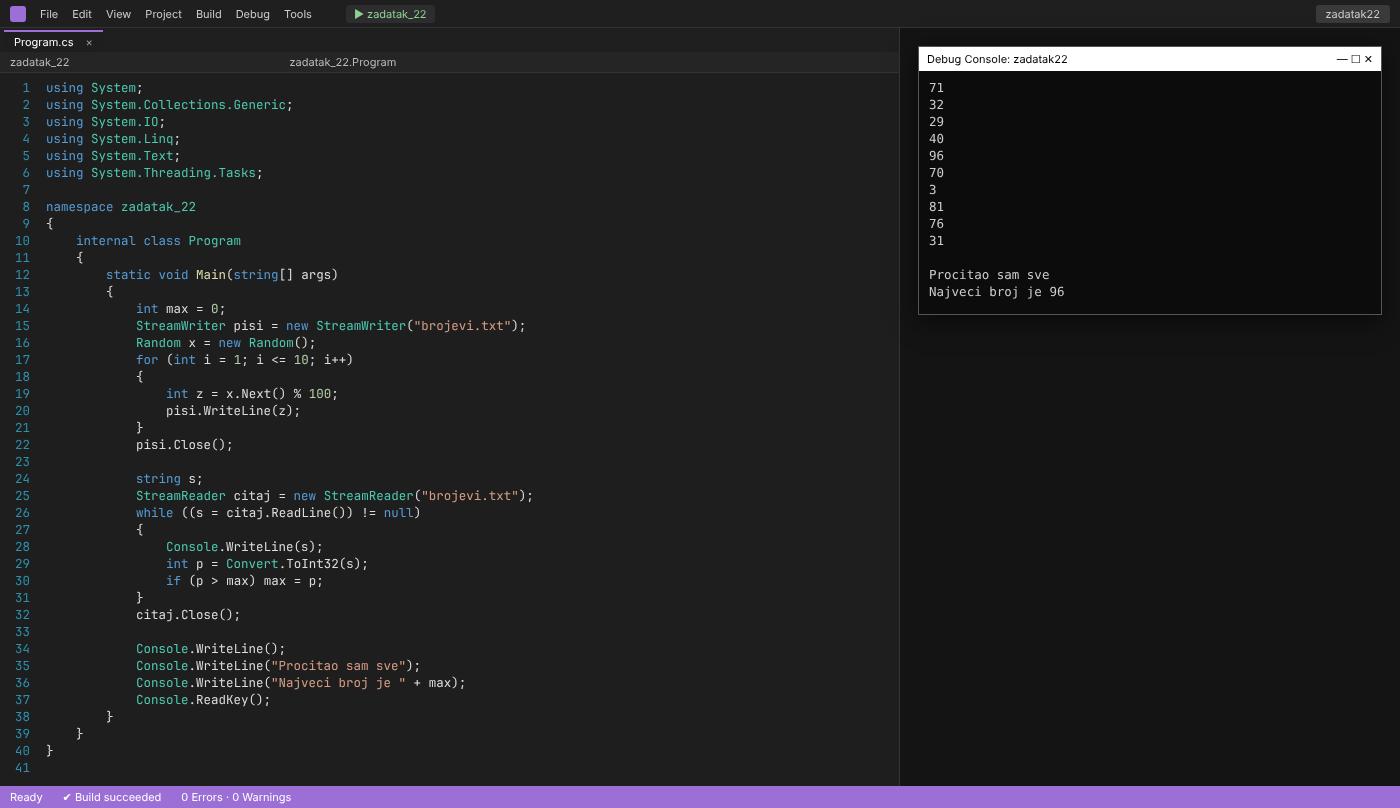 File Edit View Project Build Debug Tools ▶ zadatak_22 zadatak22
Program.cs ×
zadatak_22 zadatak_22.Program
1 using System;
2 using System.Collections.Generic;
3 using System.IO;
4 using System.Linq;
5 using System.Text;
6 using System.Threading.Tasks;
7
8 namespace zadatak_22
9 {
10     internal class Program
11     {
12         static void Main(string[] args)
13         {
14             int max = 0;
15             StreamWriter pisi = new StreamWriter("brojevi.txt");
16             Random x = new Random();
17             for (int i = 1; i <= 10; i++)
18             {
19                 int z = x.Next() % 100;
20                 pisi.WriteLine(z);
21             }
22             pisi.Close();
23
24             string s;
25             StreamReader citaj = new StreamReader("brojevi.txt");
26             while ((s = citaj.ReadLine()) != null)
27             {
28                 Console.WriteLine(s);
29                 int p = Convert.ToInt32(s);
30                 if (p > max) max = p;
31             }
32             citaj.Close();
33
34             Console.WriteLine();
35             Console.WriteLine("Procitao sam sve");
36             Console.WriteLine("Najveci broj je " + max);
37             Console.ReadKey();
38         }
39     }
40 }
41
Debug Console: zadatak22 — ☐ ✕
71
32
29
40
96
70
3
81
76
31
Procitao sam sve
Najveci broj je 96
Ready ✔ Build succeeded 0 Errors · 0 Warnings